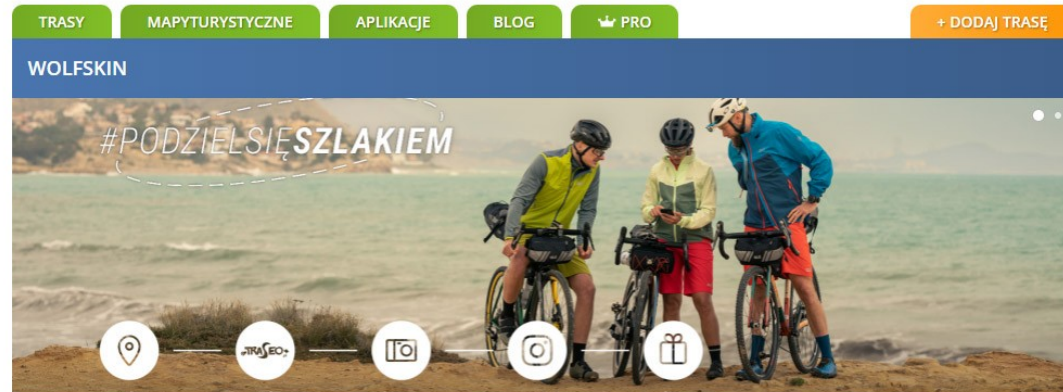 TRASY MAPYTURYSTYCZNE APLIKACJE BLOG PRO + DODAJ TRASĘ
WOLFSKIN
#PODZIELSIĘSZLAKIEM
TRASEO